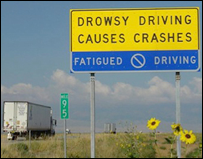 DROWSY DRIVING
CAUSES CRASHES
FATIGUED DRIVING
95